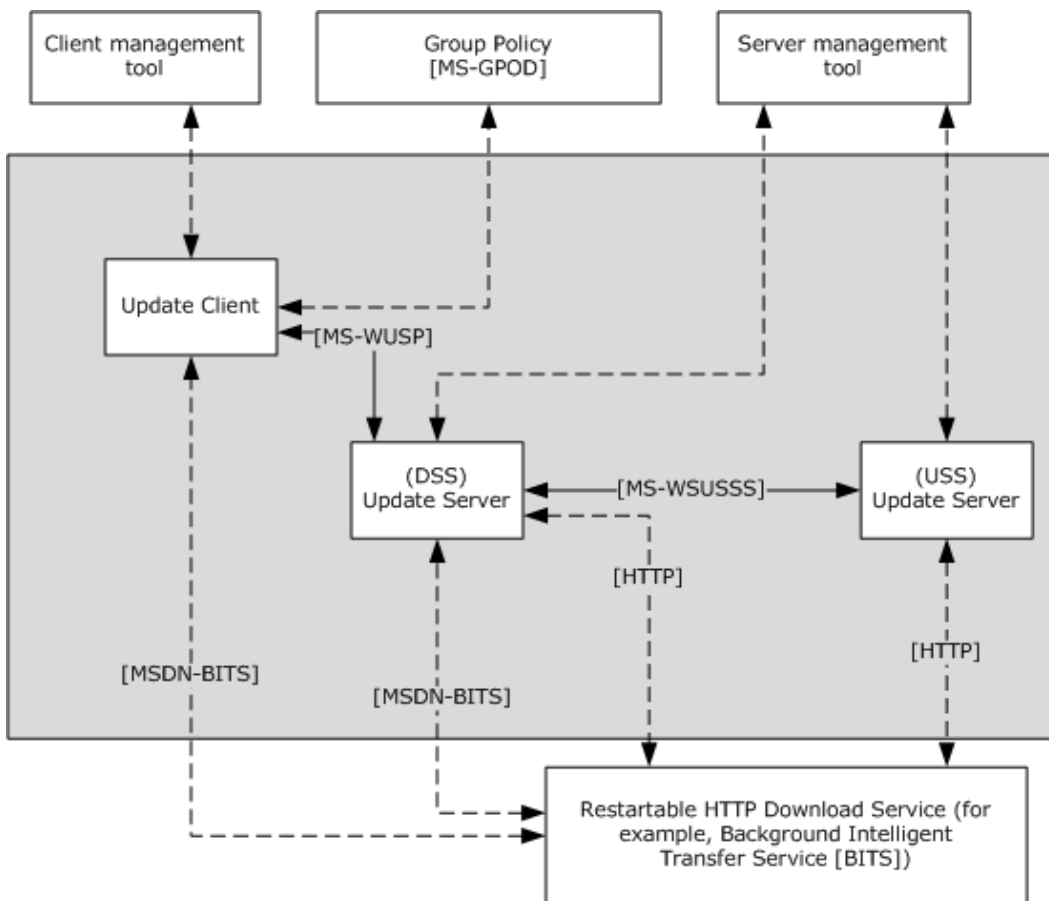 Client management
tool
Group Policy
[MS-GPOD]
Server management
tool
Update Client
[MS-WUSP]
(DSS)
Update Server
[MS-WSUSSS]
(USS)
Update Server
[HTTP]
[HTTP]
[MSDN-BITS]
[MSDN-BITS]
Restartable HTTP Download Service (for
example, Background Intelligent
Transfer Service [BITS])